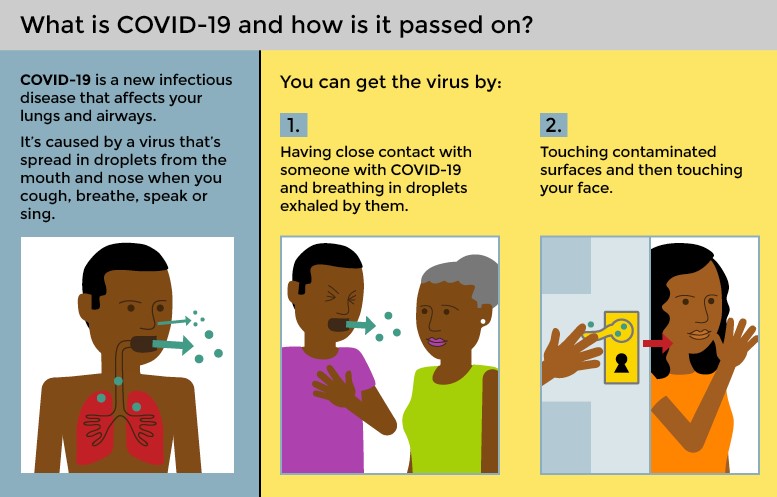 What is COVID-19 and how is it passed on?
COVID-19 is a new infectious
disease that affects your
lungs and airways.
It's caused by a virus that's
spread in droplets from the
mouth and nose when you
cough, breathe, speak or
sing.
You can get the virus by:
1.
Having close contact with
someone with COVID-19
and breathing in droplets
exhaled by them.
2.
Touching contaminated
surfaces and then touching
your face.